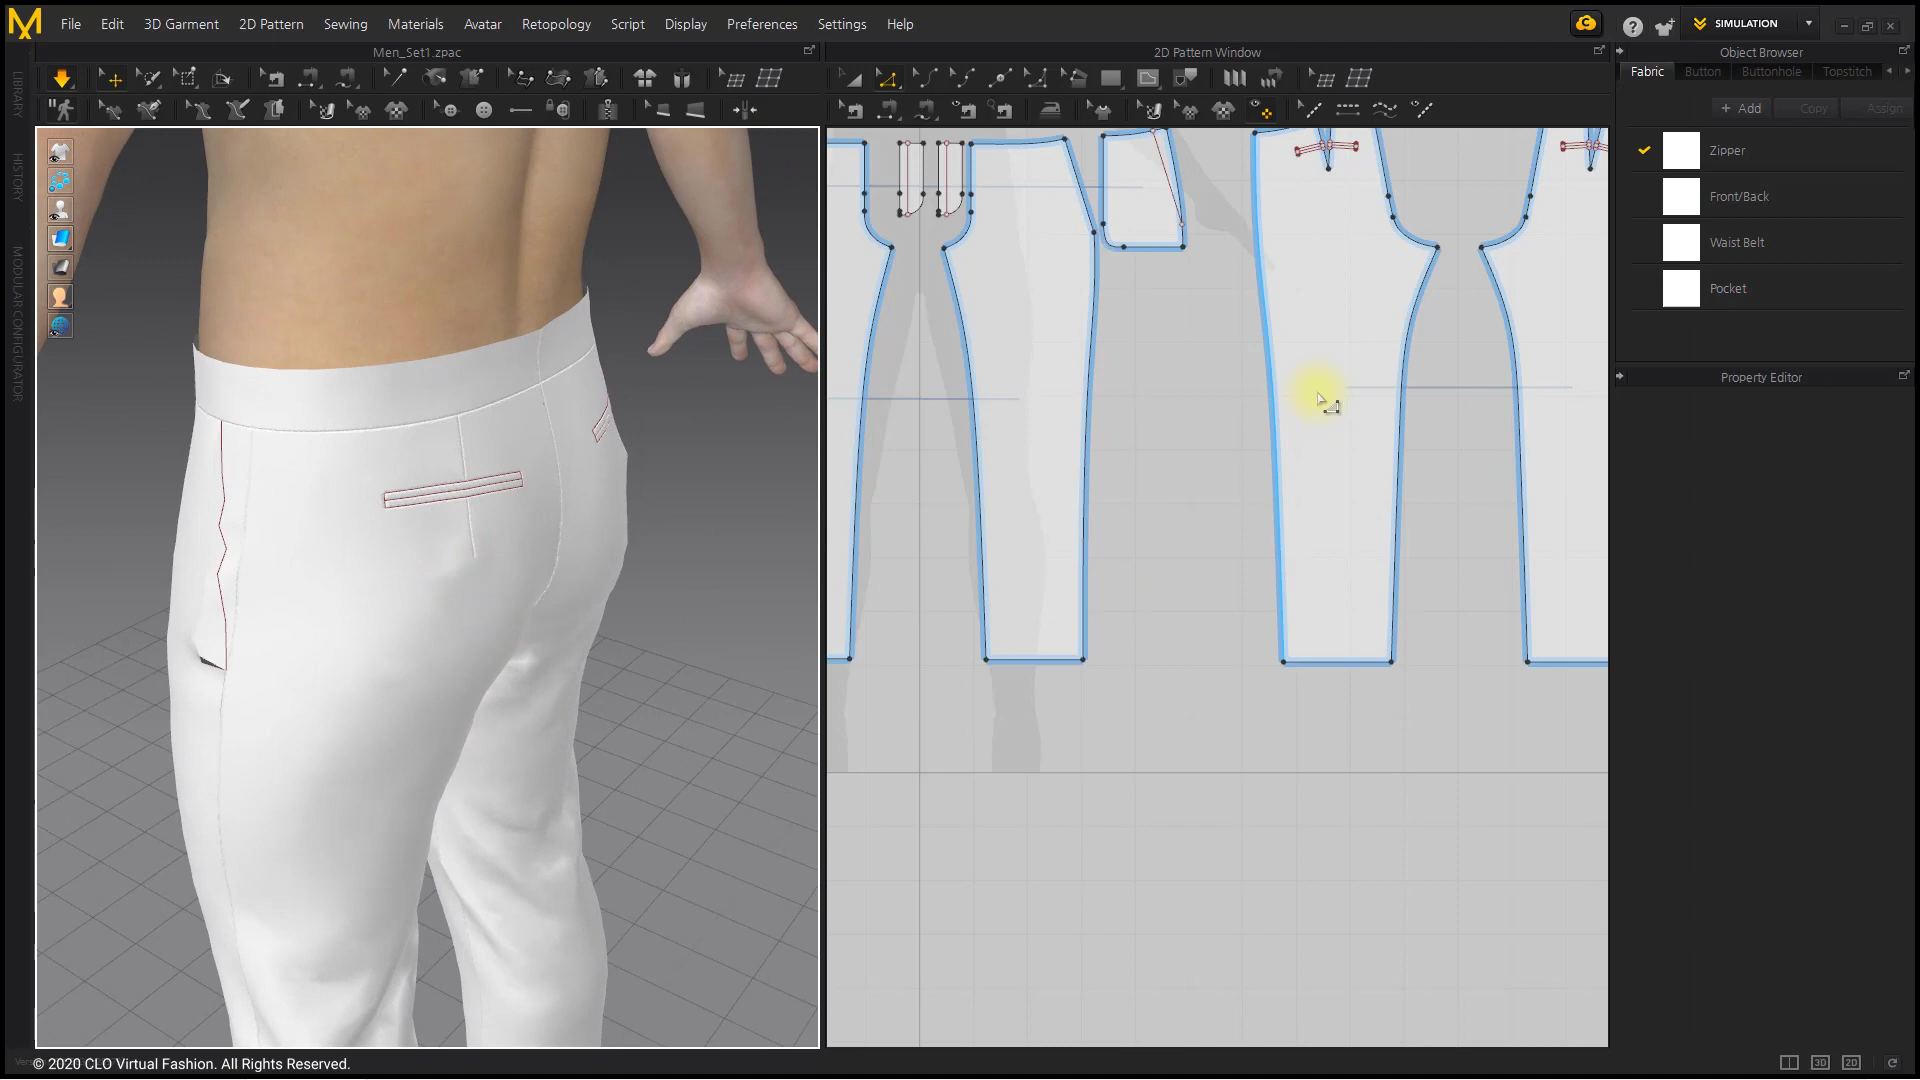 File Edit 3D Garment 2D Pattern Sewing Materials Avatar Retopology Script Display Preferences Settings Help
SIMULATION
Men_Set1.zpac
2D Pattern Window
Object Browser
Fabric Button Buttonhole Topstitch
+ Add Copy Assign
Zipper
Front/Back
Waist Belt
Pocket
Property Editor
LIBRARY
HISTORY
MODULAR CONFIGURATOR
© 2020 CLO Virtual Fashion. All Rights Reserved.
3D 2D